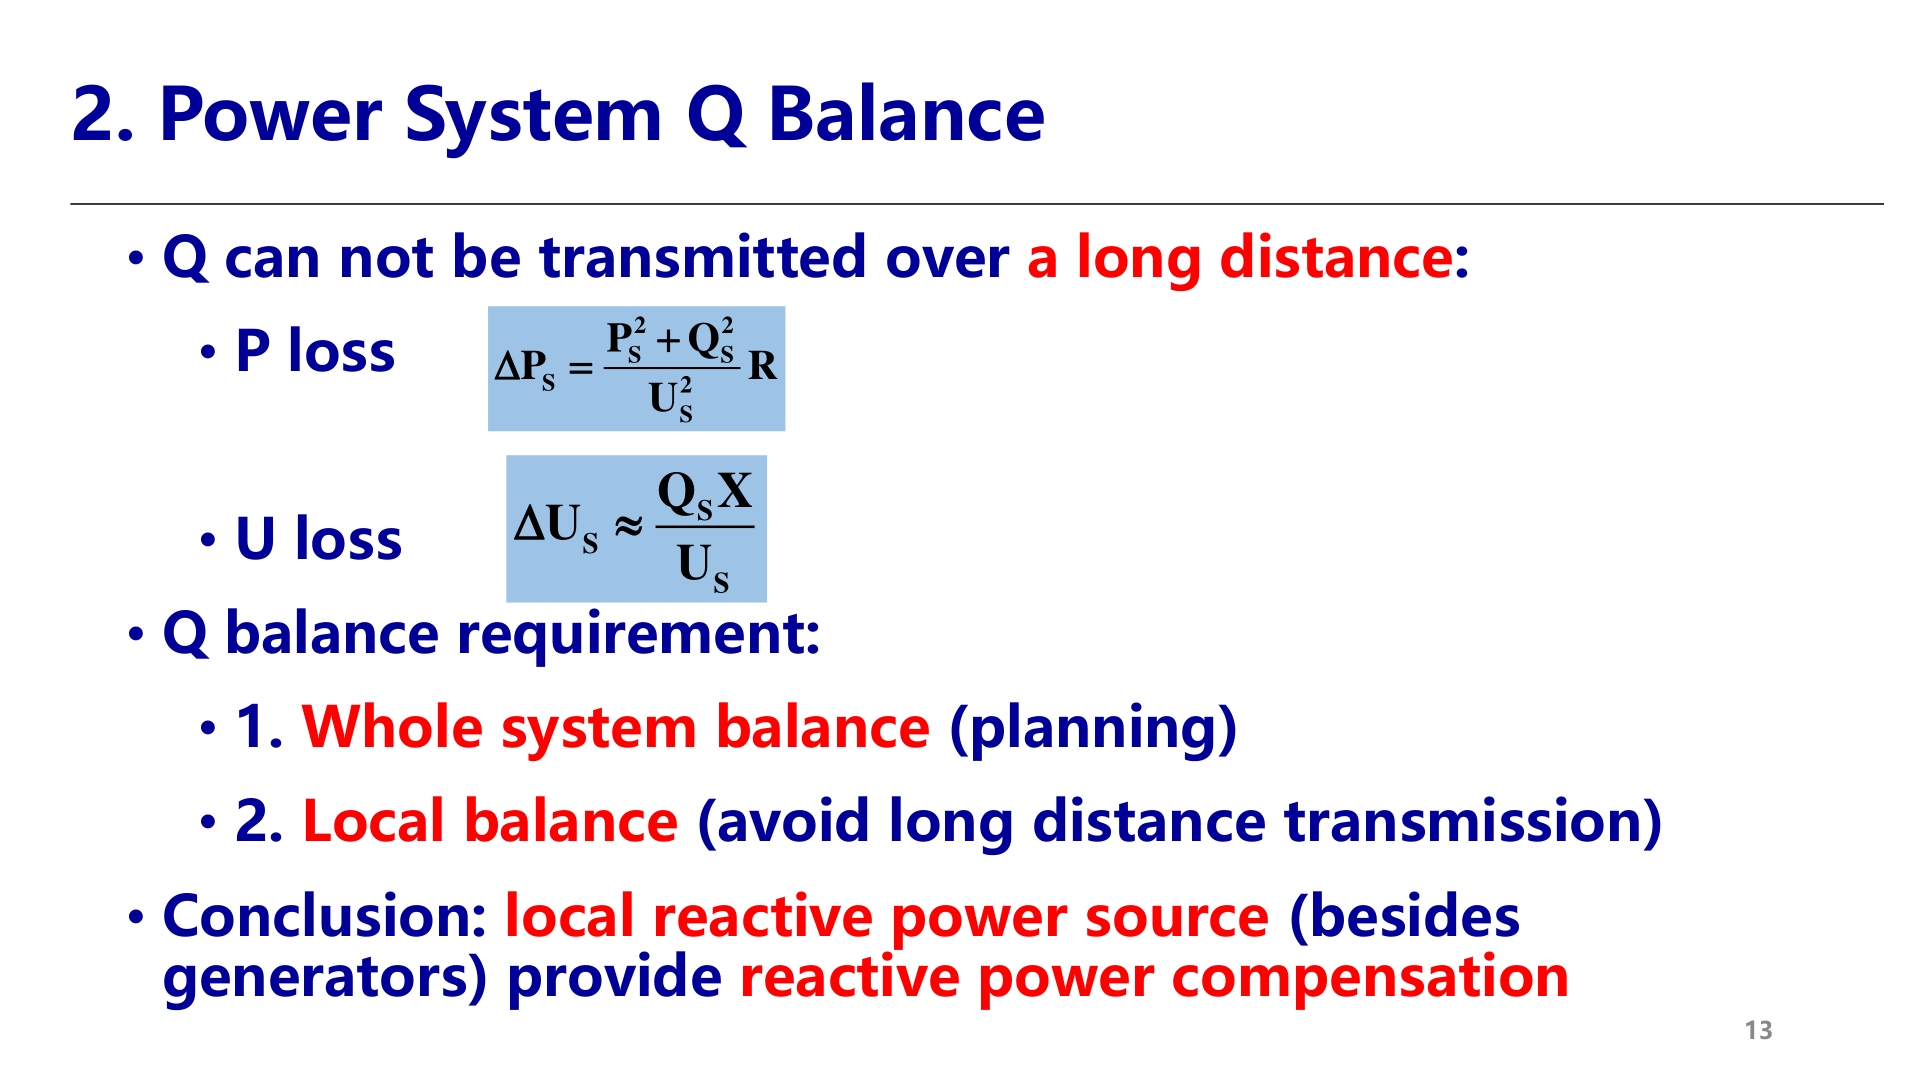 2. Power System Q Balance
• Q can not be transmitted over a long distance:
• P loss
ΔP_S = (P_S^2 + Q_S^2) / U_S^2 R
• U loss
ΔU_S ≈ Q_S X / U_S
• Q balance requirement:
• 1. Whole system balance (planning)
• 2. Local balance (avoid long distance transmission)
• Conclusion: local reactive power source (besides
generators) provide reactive power compensation
13